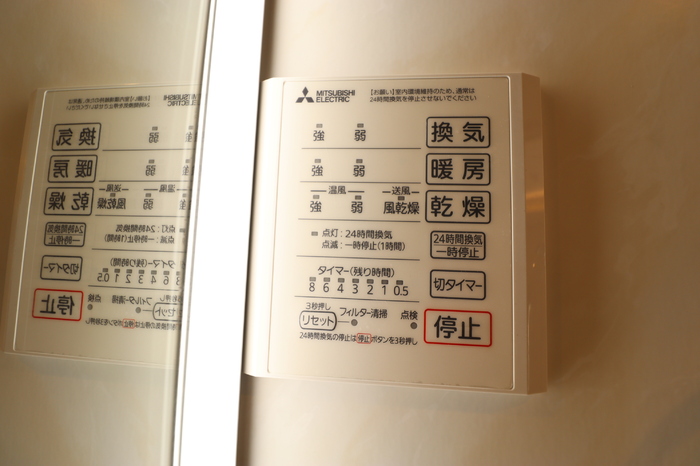 MITSUBISHI
ELECTRIC
【お願い】室内環境維持のため、通常は
24時間換気を停止させないでください
強 弱 換気
強 弱 暖房
温風 送風
強 弱 風乾燥 乾燥
点灯:24時間換気
点滅:一時停止(1時間)
24時間換気
一時停止
タイマー(残り時間)
8 6 4 3 2 1 0.5
切タイマー
3秒押し
リセット フィルター清掃 点検
停止
24時間換気の停止は停止ボタンを3秒押し